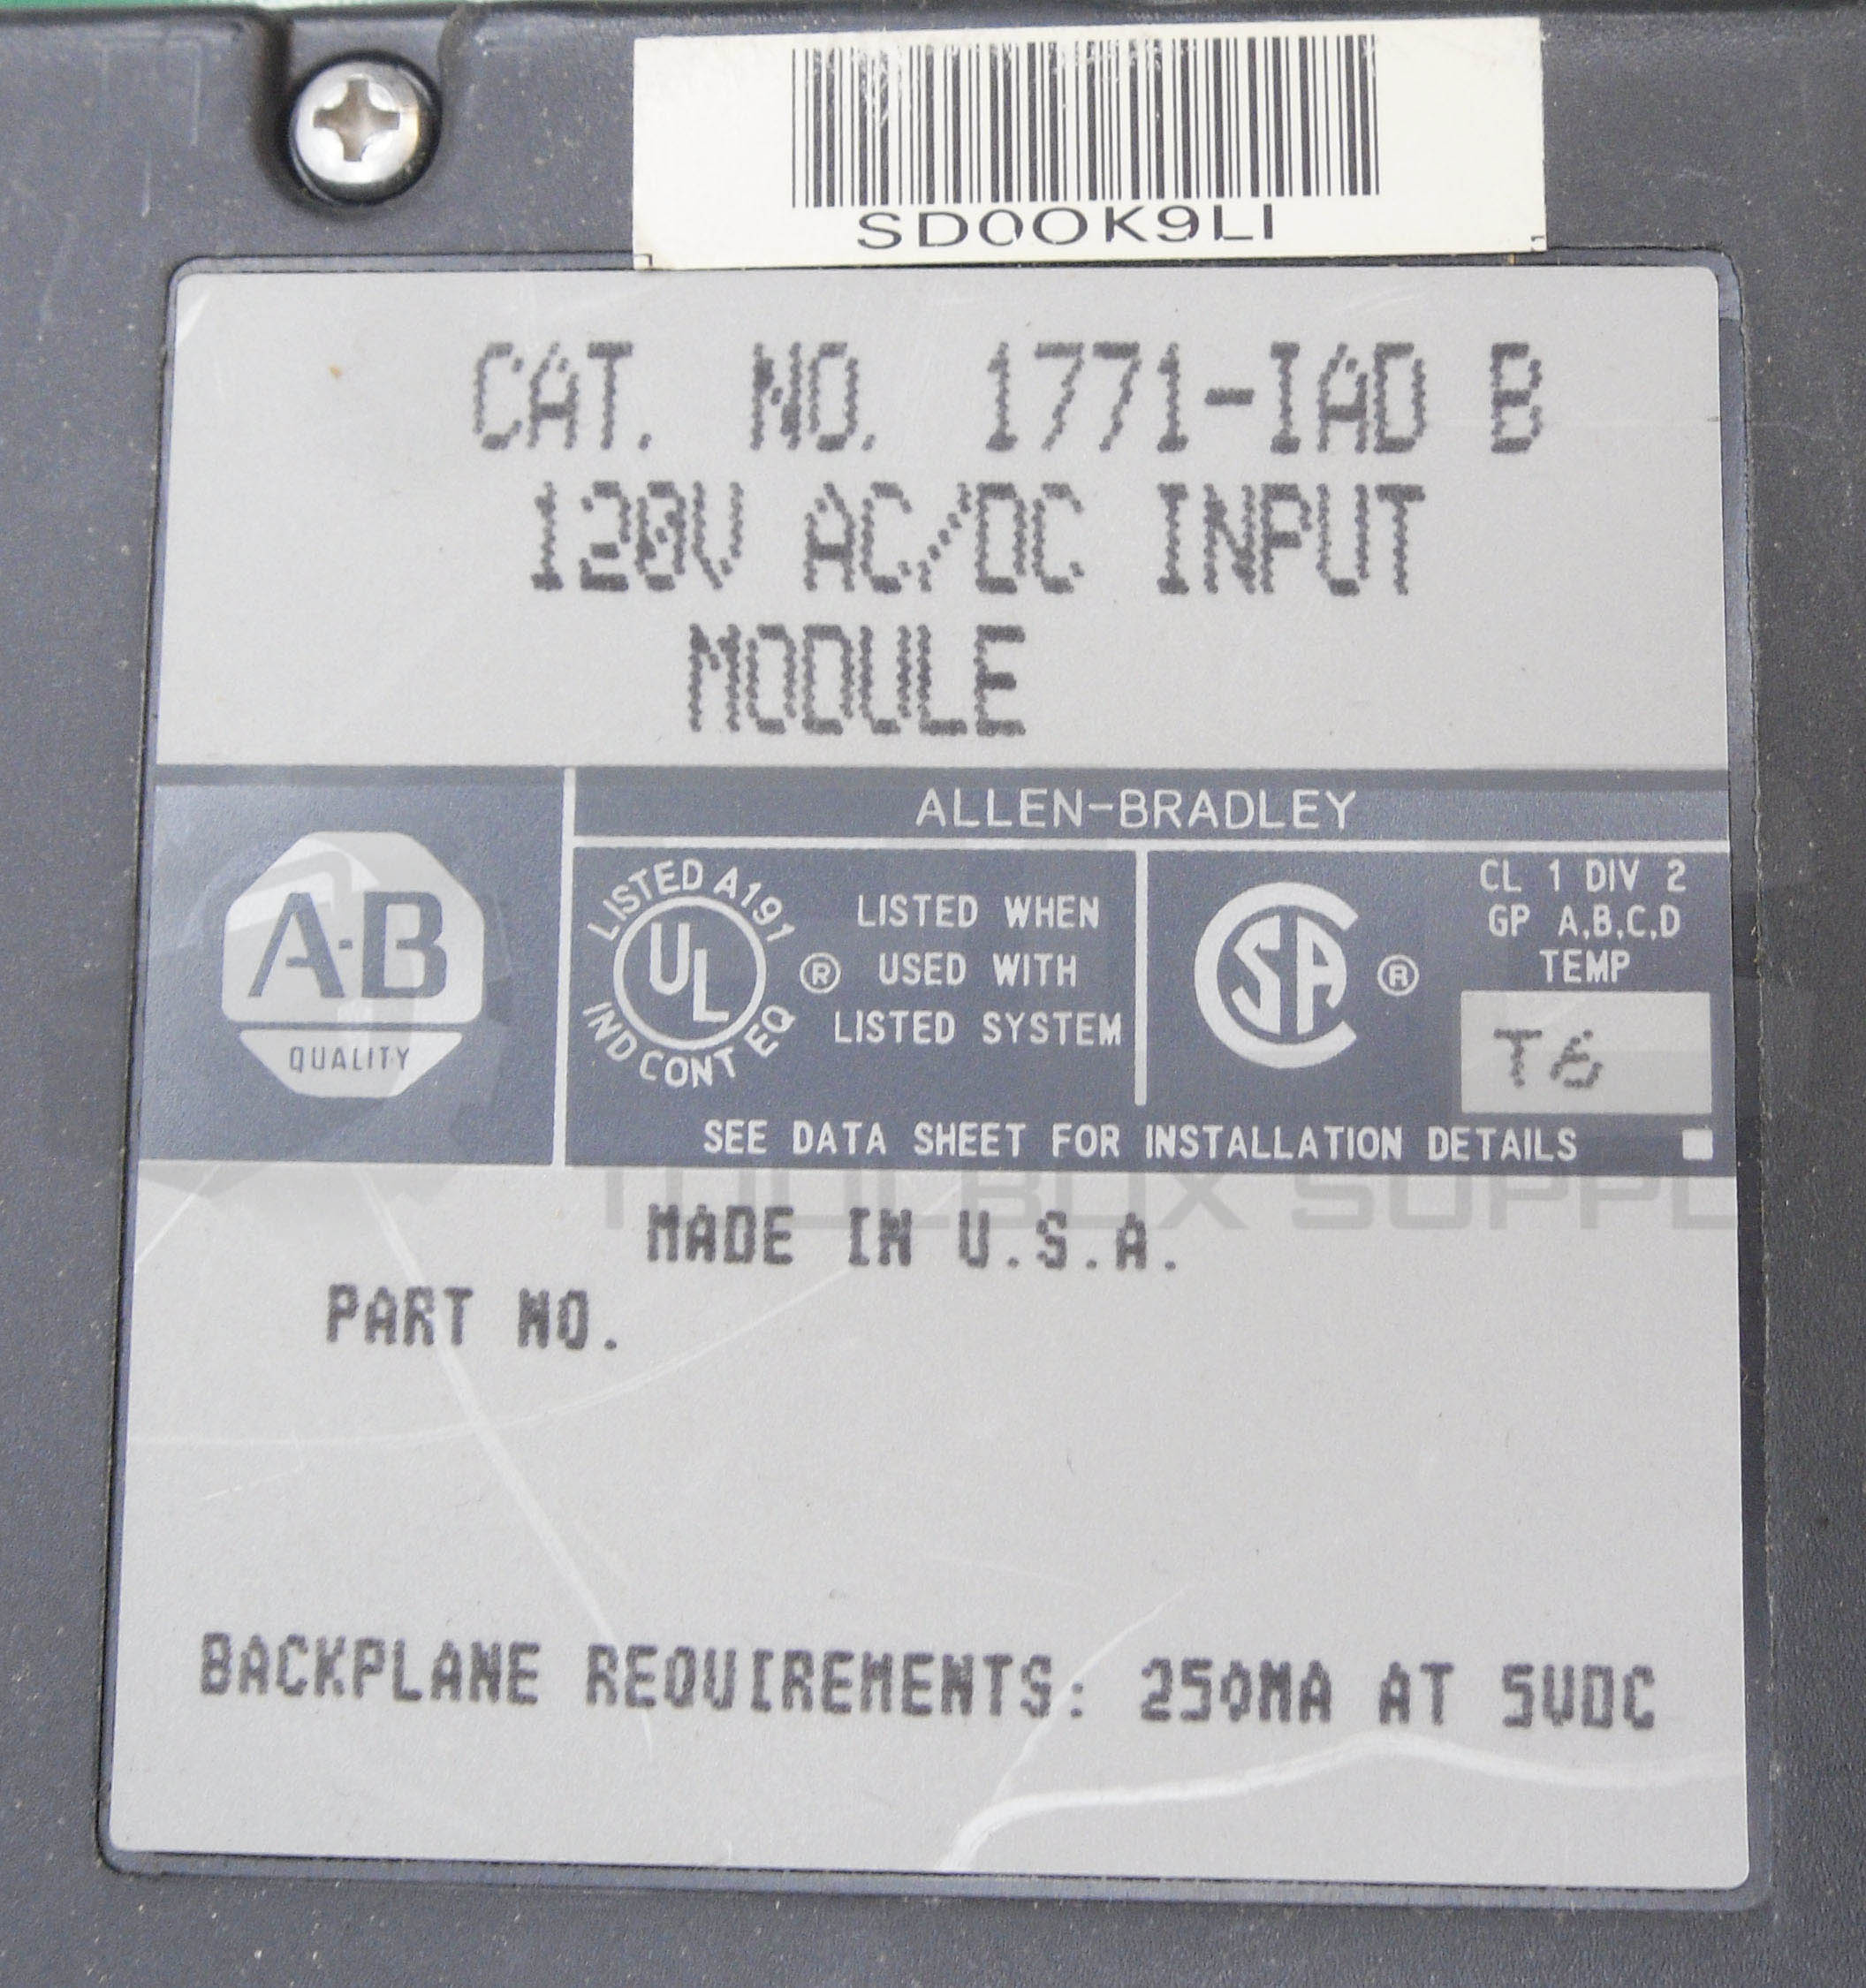 SD0OK9LI
CAT. NO. 1771-IAD B
120V AC/DC INPUT
MODULE
ALLEN-BRADLEY
A-B
QUALITY
LISTED A191
UL
IND CONT EQ
®
LISTED WHEN
USED WITH
LISTED SYSTEM
CSA
®
CL 1 DIV 2
GP A,B,C,D
TEMP
T6
SEE DATA SHEET FOR INSTALLATION DETAILS
TOOLBOX SUPPL
MADE IN U.S.A.
PART NO.
BACKPLANE REQUIREMENTS: 250MA AT 5VDC